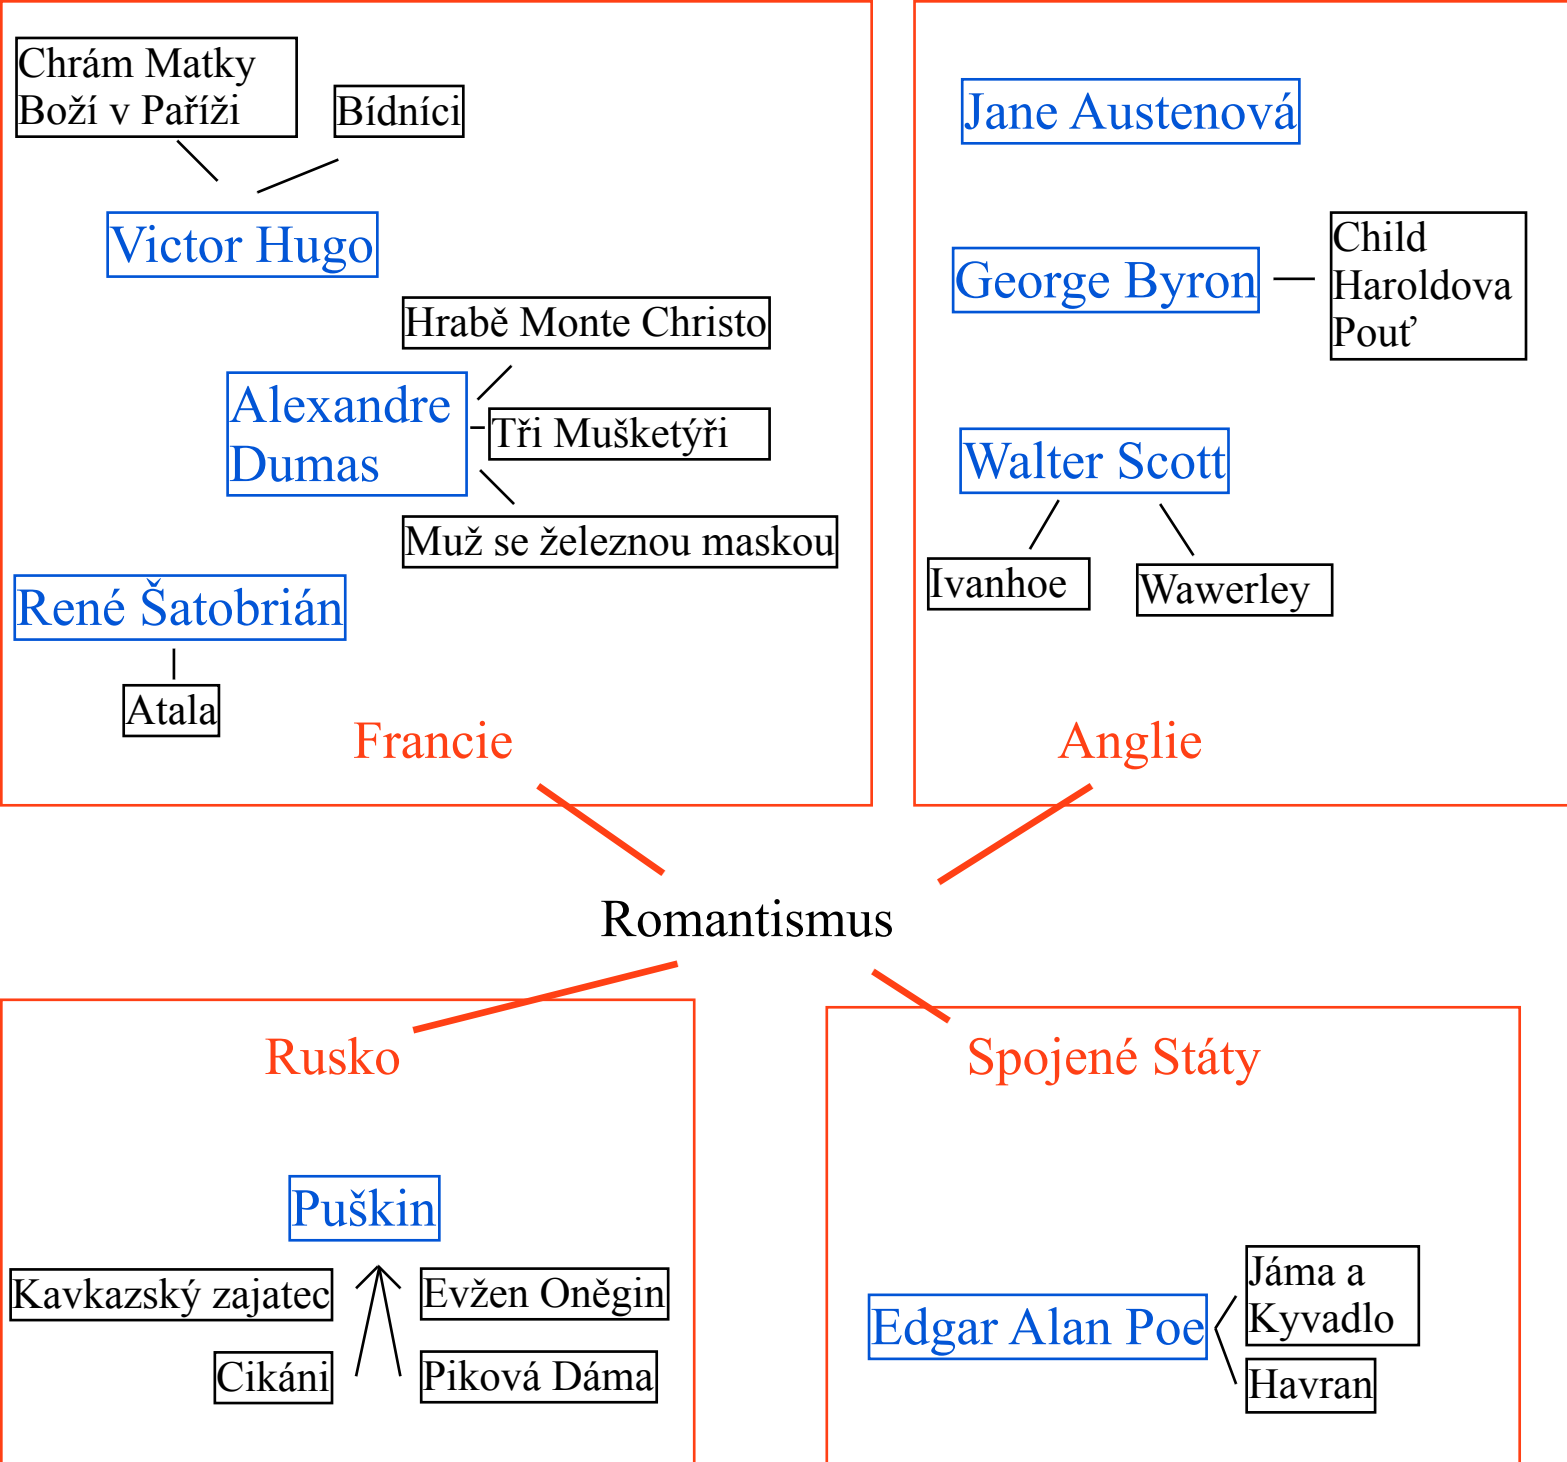 Chrám Matky
Boží v Paříži
Bídníci
Victor Hugo
Hrabě Monte Christo
Alexandre
Dumas
Tři Mušketýři
Muž se železnou maskou
René Šatobrián
Atala
Francie
Jane Austenová
George Byron
Child
Haroldova
Pouť
Walter Scott
Ivanhoe
Wawerley
Anglie
Romantismus
Rusko
Puškin
Kavkazský zajatec
Evžen Oněgin
Cikáni
Piková Dáma
Spojené Státy
Edgar Alan Poe
Jáma a
Kyvadlo
Havran